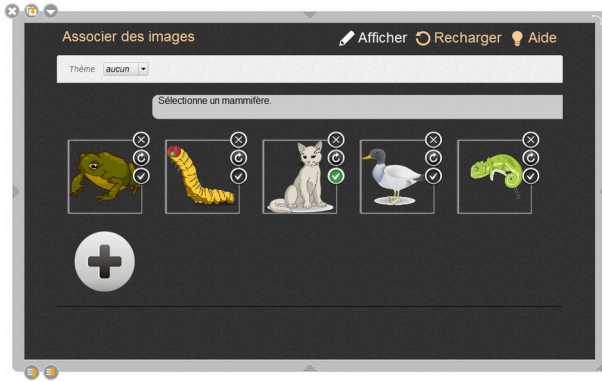 Associer des images
Afficher Recharger Aide
Thème aucun
Sélectionne un mammifère.